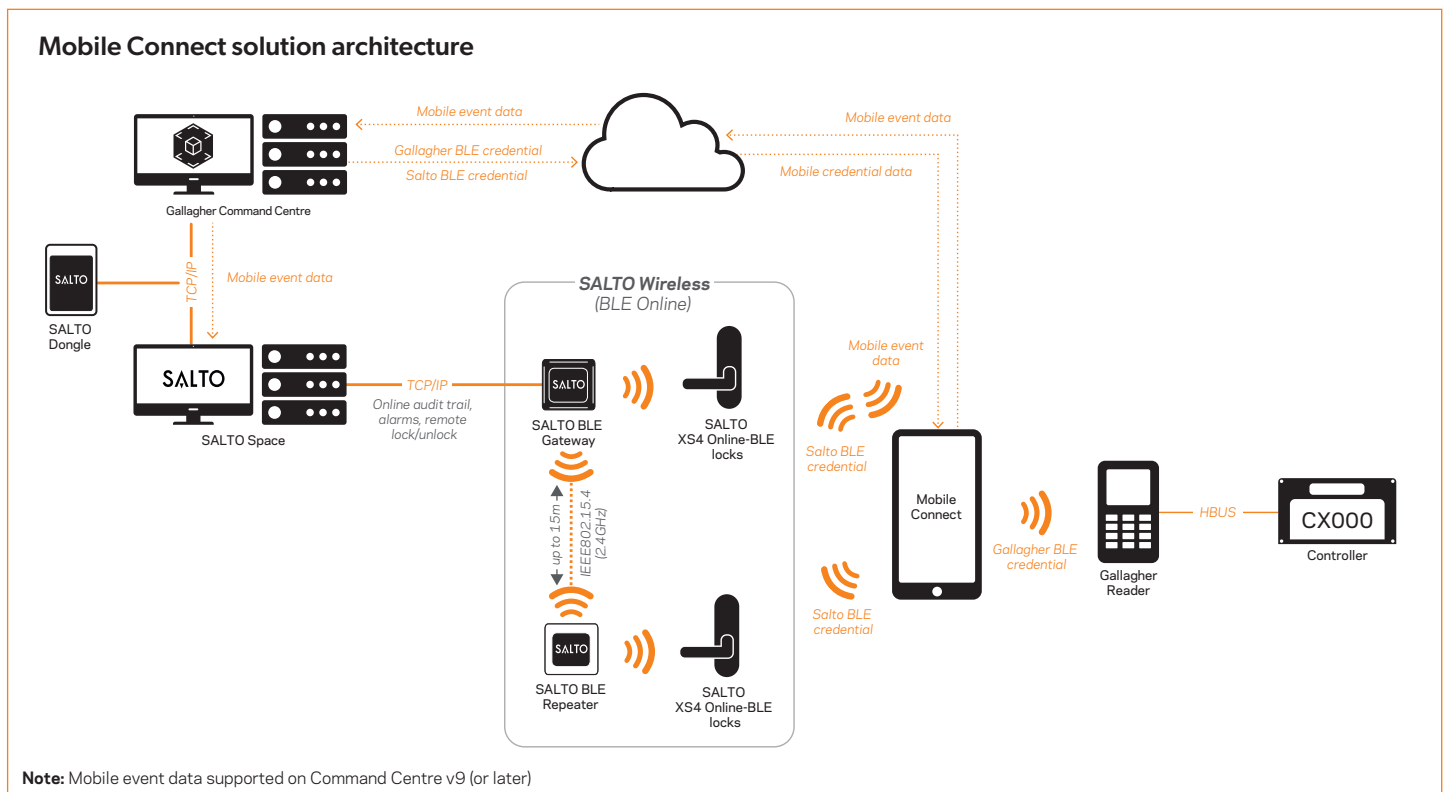 Mobile Connect solution architecture
Mobile event data
Gallagher BLE credential
Salto BLE credential
Mobile event data
Mobile credential data
Gallagher Command Centre
SALTO
SALTO
Dongle
TCP/IP
Mobile event data
SALTO
SALTO Space
TCP/IP
Online audit trail,
alarms, remote
lock/unlock
SALTO Wireless
(BLE Online)
SALTO
SALTO BLE
Gateway
SALTO
XS4 Online-BLE
locks
up to 15m
IEEE802.15.4
(2.4GHz)
SALTO
SALTO BLE
Repeater
SALTO
XS4 Online-BLE
locks
Mobile event
data
Salto BLE
credential
Salto BLE
credential
Mobile
Connect
Gallagher BLE
credential
Gallagher
Reader
HBUS
CX000
Controller
Note: Mobile event data supported on Command Centre v9 (or later)